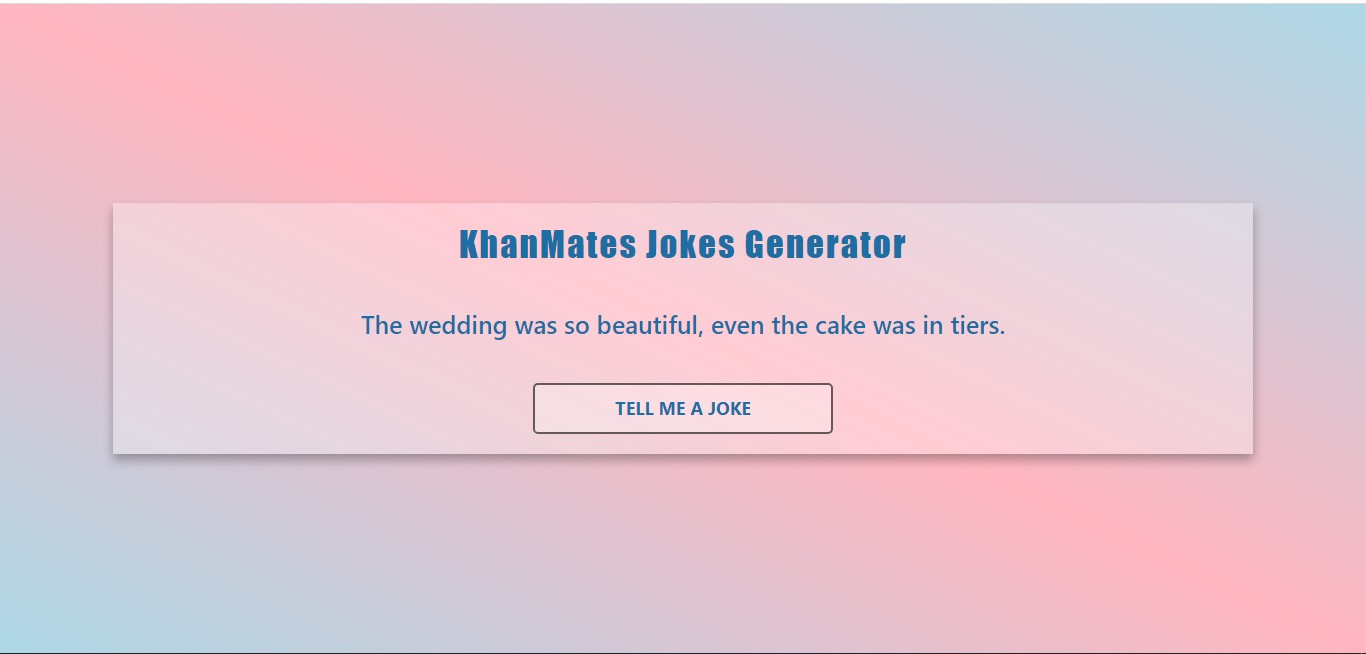 KhanMates Jokes Generator
The wedding was so beautiful, even the cake was in tiers.
TELL ME A JOKE